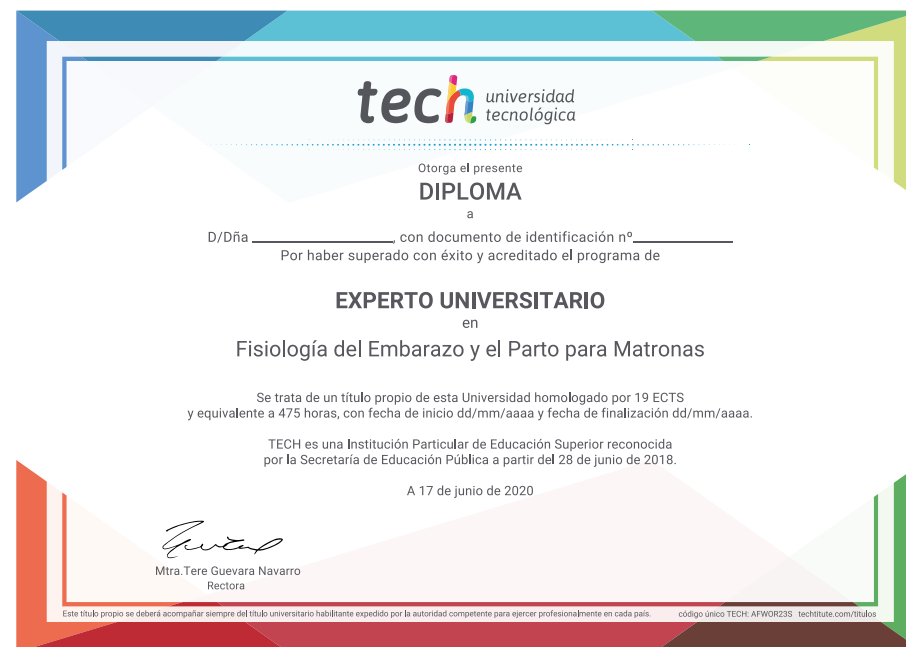 tech universidad
tecnológica
Otorga el presente
DIPLOMA
a
D/Dña ____________________, con documento de identificación nº______________
Por haber superado con éxito y acreditado el programa de
EXPERTO UNIVERSITARIO
en
Fisiología del Embarazo y el Parto para Matronas
Se trata de un título propio de esta Universidad homologado por 19 ECTS
y equivalente a 475 horas, con fecha de inicio dd/mm/aaaa y fecha de finalización dd/mm/aaaa.
TECH es una Institución Particular de Educación Superior reconocida
por la Secretaría de Educación Pública a partir del 28 de junio de 2018.
A 17 de junio de 2020
Mtra.Tere Guevara Navarro
Rectora
Este título propio se deberá acompañar siempre del título universitario habilitante expedido por la autoridad competente para ejercer profesionalmente en cada país. código único TECH: AFWOR23S techtitute.com/titulos